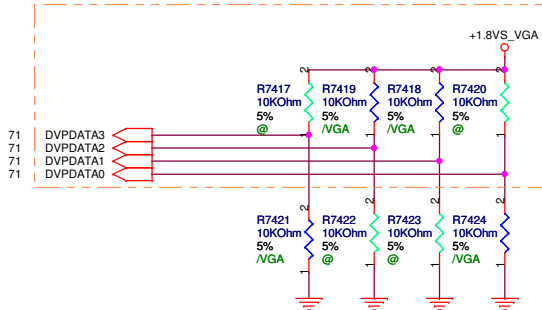 +1.8VS_VGA
2 2 2 2
R7417 R7419 R7418 R7420
10KOhm 10KOhm 10KOhm 10KOhm
5% 5% 5% 5%
@ /VGA /VGA @
1 1 1 1
71 DVPDATA3
71 DVPDATA2
71 DVPDATA1
71 DVPDATA0
2 2 2 2
R7421 R7422 R7423 R7424
10KOhm 10KOhm 10KOhm 10KOhm
5% 5% 5% 5%
/VGA @ @ /VGA
1 1 1 1